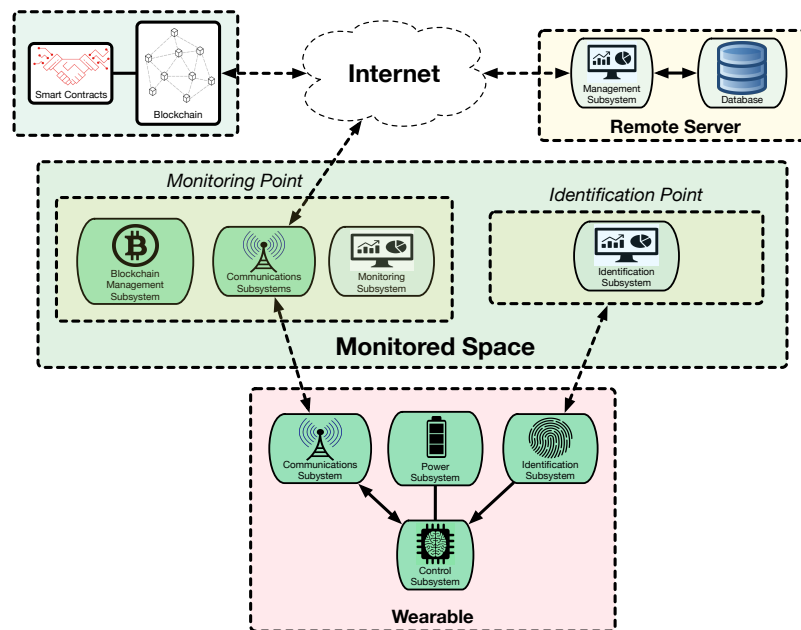 Internet
Smart Contracts
Blockchain
Management
Subsystem
Database
Remote Server
Monitoring Point
Identification Point
Blockchain
Management
Subsystem
Communications
Subsystems
Monitoring
Subsystem
Identification
Subsystem
Monitored Space
Communications
Subsystem
Power
Subsystem
Identification
Subsystem
Control
Subsystem
Wearable